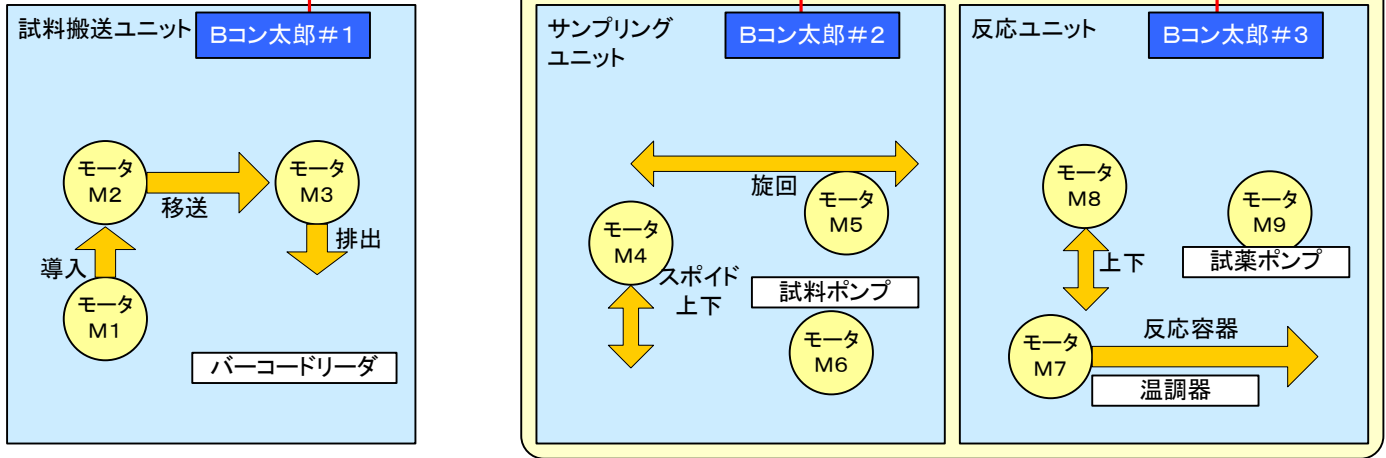 試料搬送ユニット
Bコン太郎#1
モータ
M2
移送
モータ
M3
排出
導入
モータ
M1
バーコードリーダ
サンプリング
ユニット
Bコン太郎#2
旋回
モータ
M5
モータ
M4
スポイド
上下
試料ポンプ
モータ
M6
反応ユニット
Bコン太郎#3
モータ
M8
モータ
M9
試薬ポンプ
上下
反応容器
モータ
M7
温調器